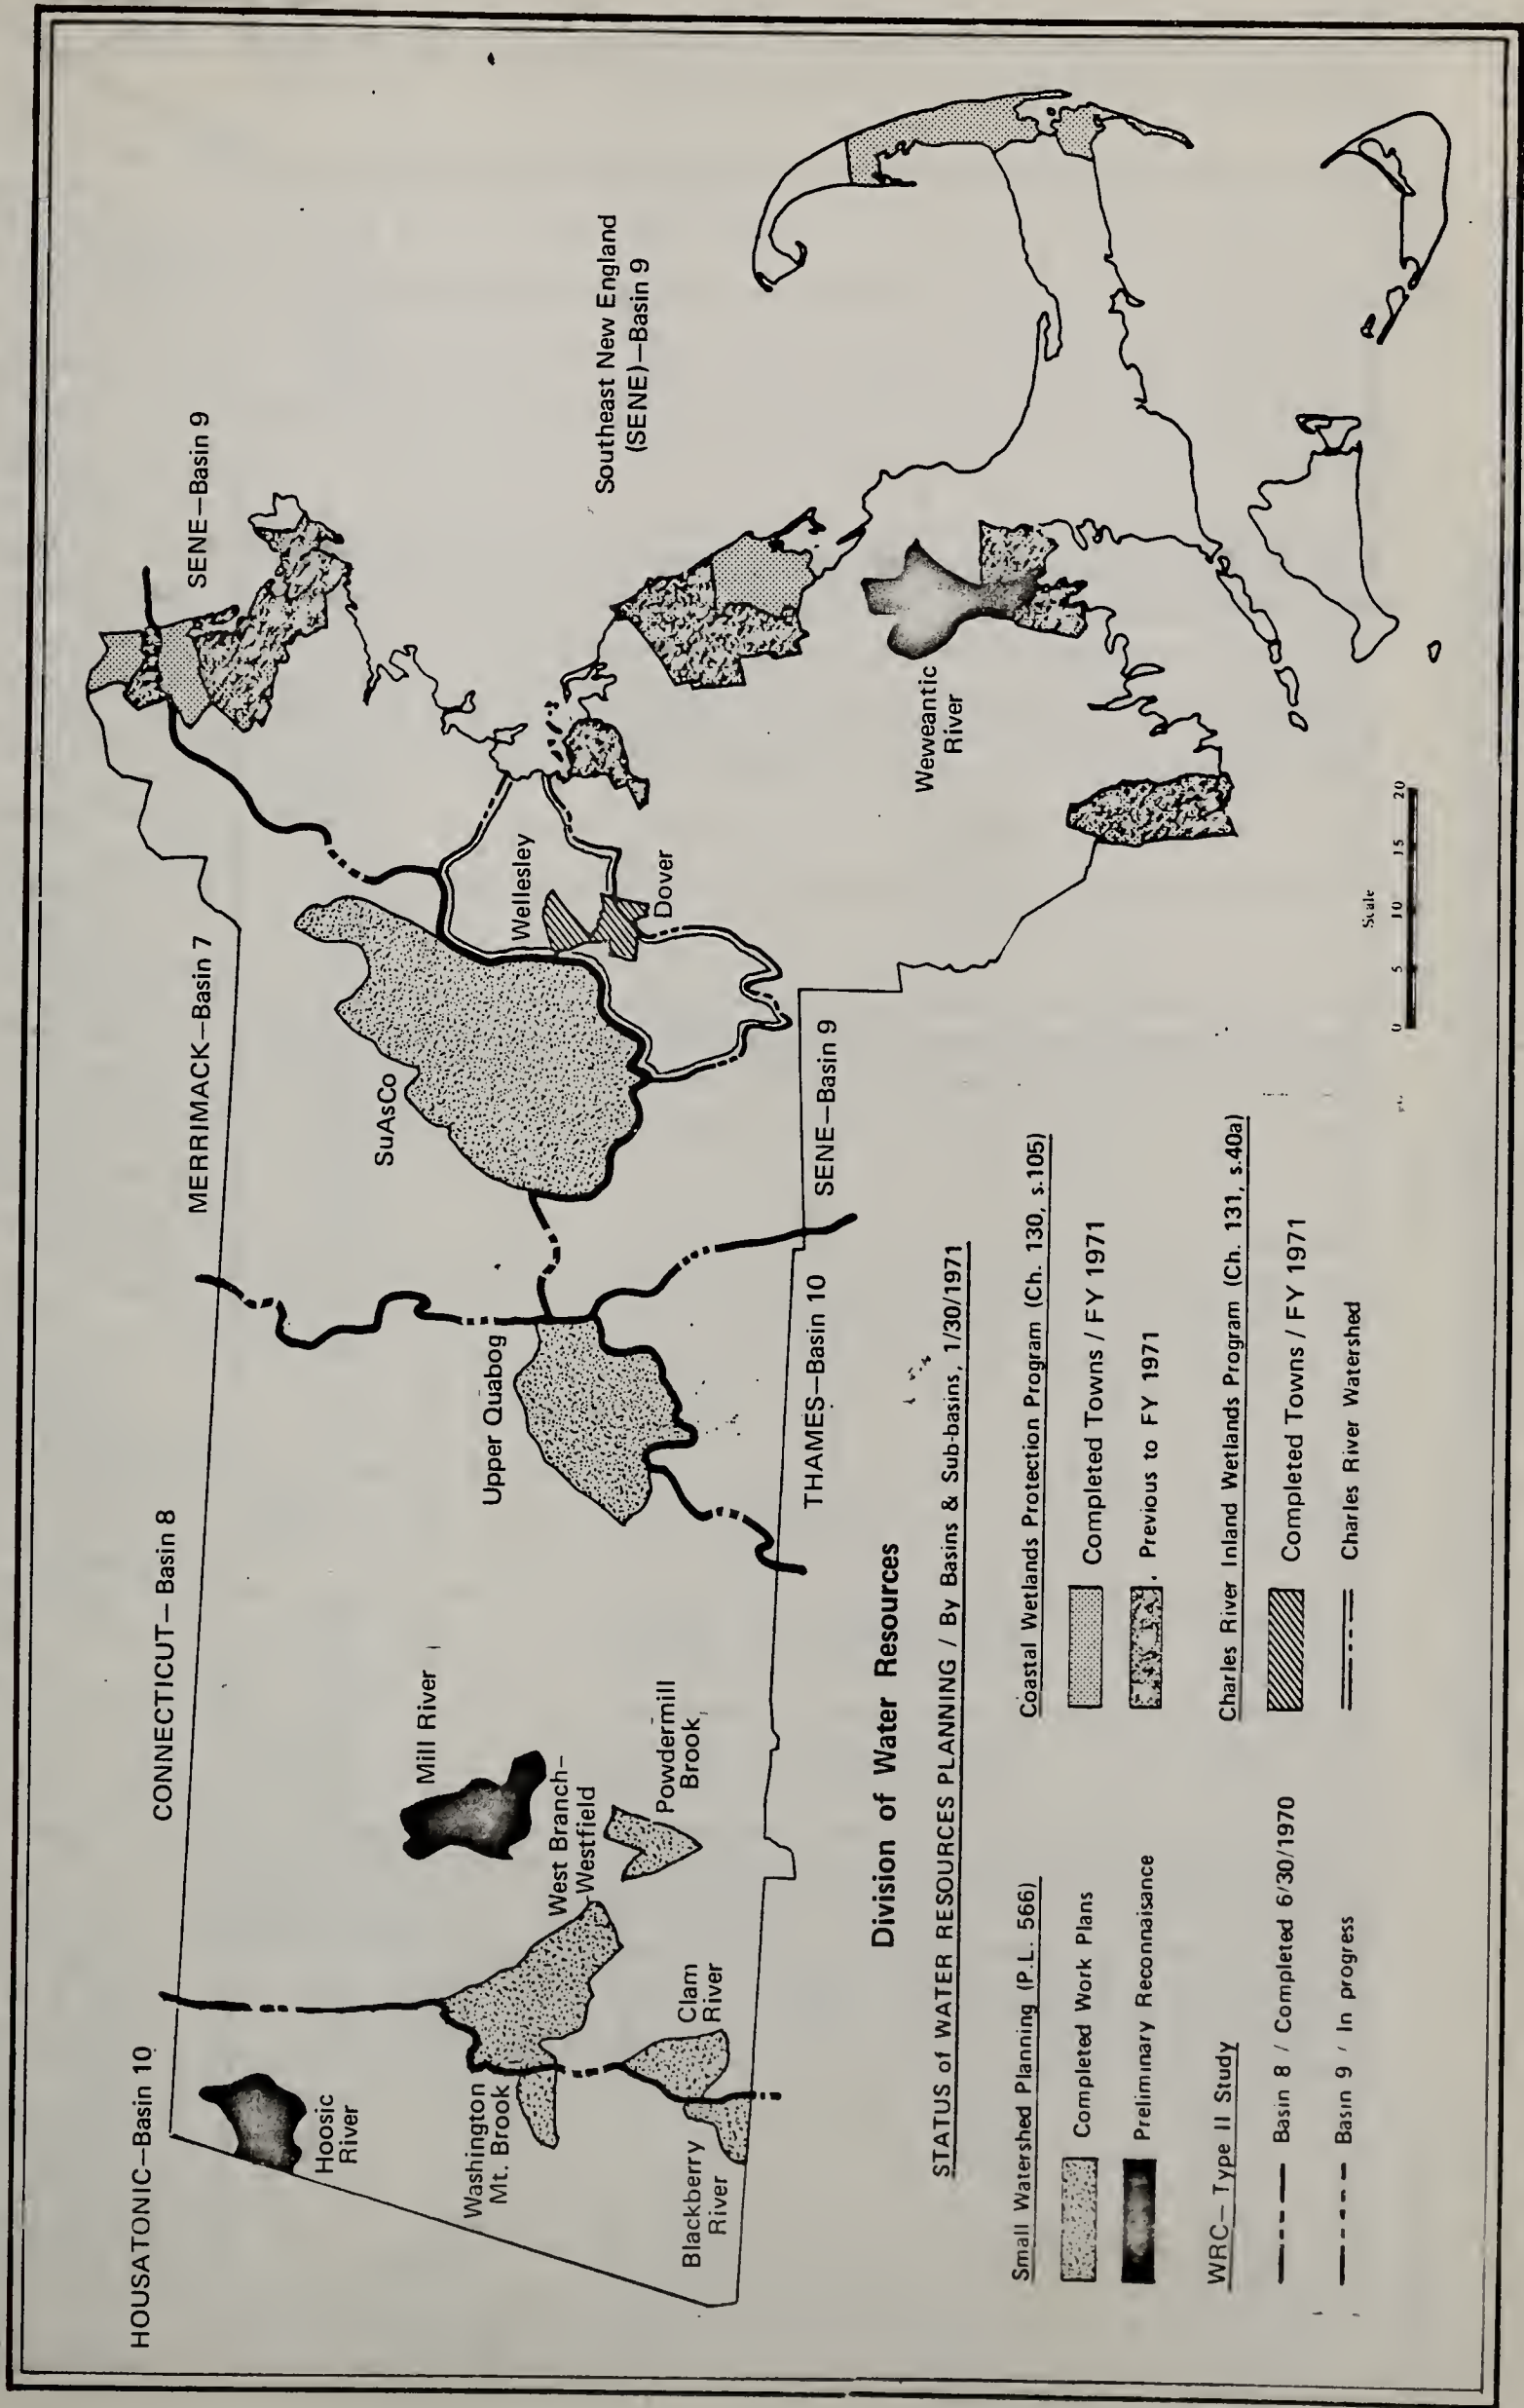 HOUSATONIC—Basin 10
CONNECTICUT— Basin 8
MERRIMACK—Basin 7
SENE—Basin 9
Southeast New England
(SENE)—Basin 9
Hoosic
River
Mill River
Upper Quabog
SuAsCo
Wellesley
Dover
Washington
Mt. Brook
West Branch—
Westfield
Powdermill
Brook
Clam
River
Blackberry
River
Weweantic
River
THAMES—Basin 10
SENE—Basin 9
Division of Water Resources
STATUS of WATER RESOURCES PLANNING / By Basins & Sub-basins, 1/30/1971
Small Watershed Planning (P.L. 566)
Completed Work Plans
Preliminary Reconnaisance
WRC— Type II Study
Basin 8 / Completed 6/30/1970
Basin 9 / In progress
Coastal Wetlands Protection Program (Ch. 130, s.105)
Completed Towns / FY 1971
Previous to FY 1971
Charles River Inland Wetlands Program (Ch. 131, s.40a)
Completed Towns / FY 1971
Charles River Watershed
Scale
0 5 10 15 20